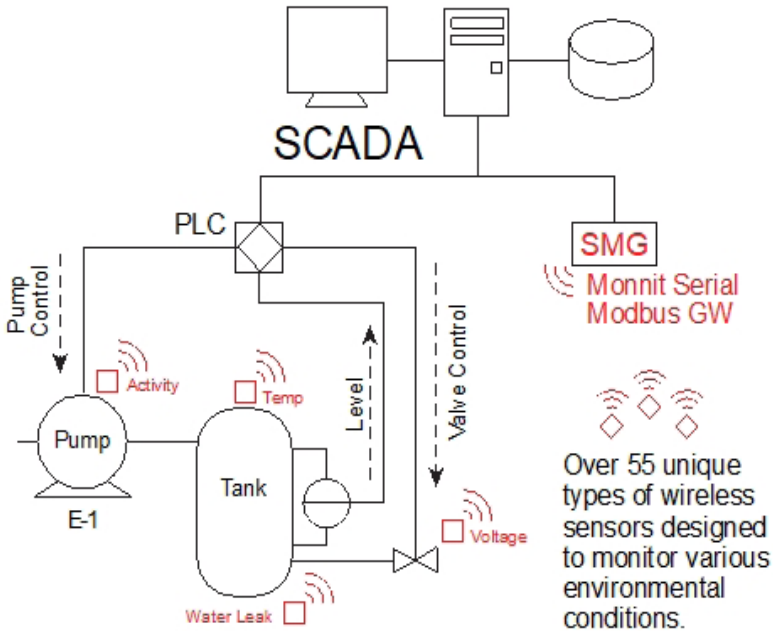 SCADA
PLC
SMG
Monnit Serial
Modbus GW
Pump
Control
Activity
Temp
Level
Valve Control
Pump
Tank
E-1
Voltage
Water Leak
Over 55 unique
types of wireless
sensors designed
to monitor various
environmental
conditions.